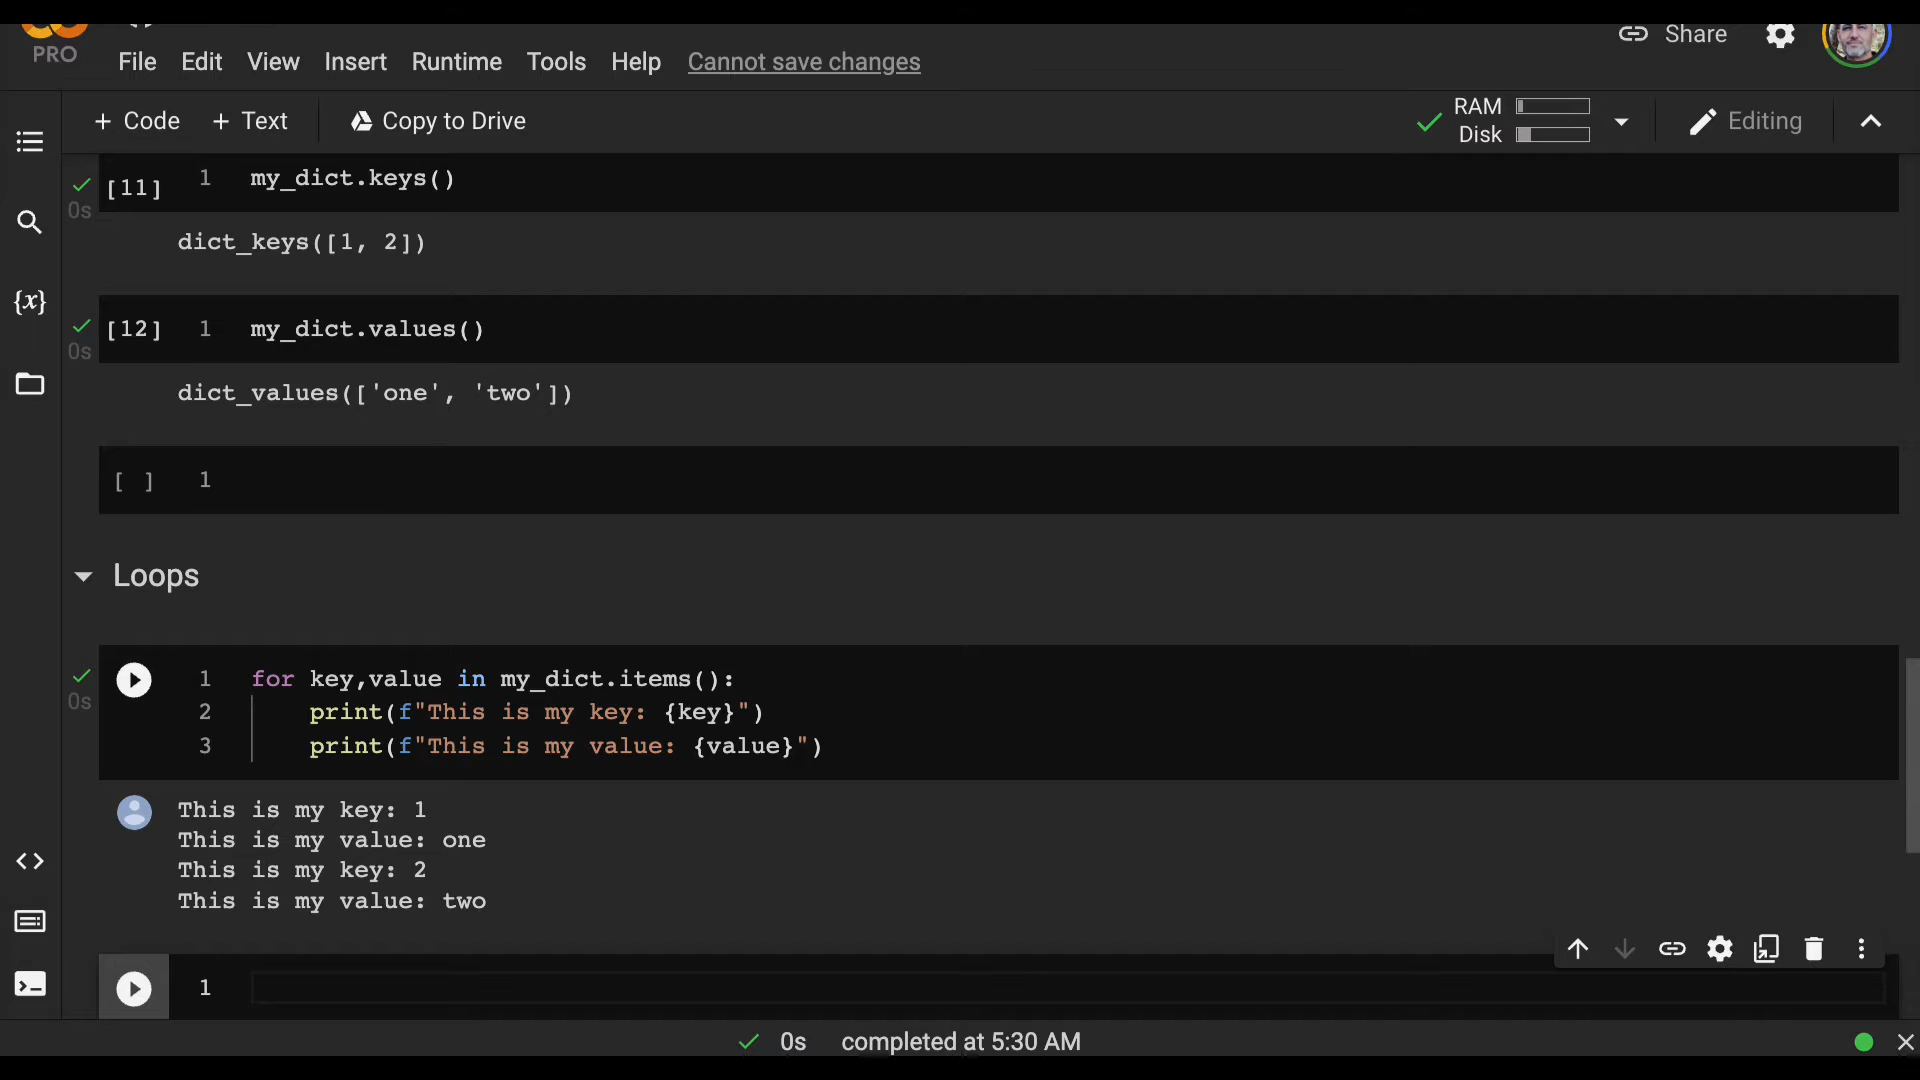 PRO
File Edit View Insert Runtime Tools Help Cannot save changes
Share
+ Code + Text Copy to Drive
RAM
Disk
Editing
[11] 1 my_dict.keys()
0s
dict_keys([1, 2])
[12] 1 my_dict.values()
0s
dict_values(['one', 'two'])
[ ] 1
Loops
1 for key,value in my_dict.items():
0s
2 print(f"This is my key: {key}")
3 print(f"This is my value: {value}")
This is my key: 1
This is my value: one
This is my key: 2
This is my value: two
1
0s completed at 5:30 AM